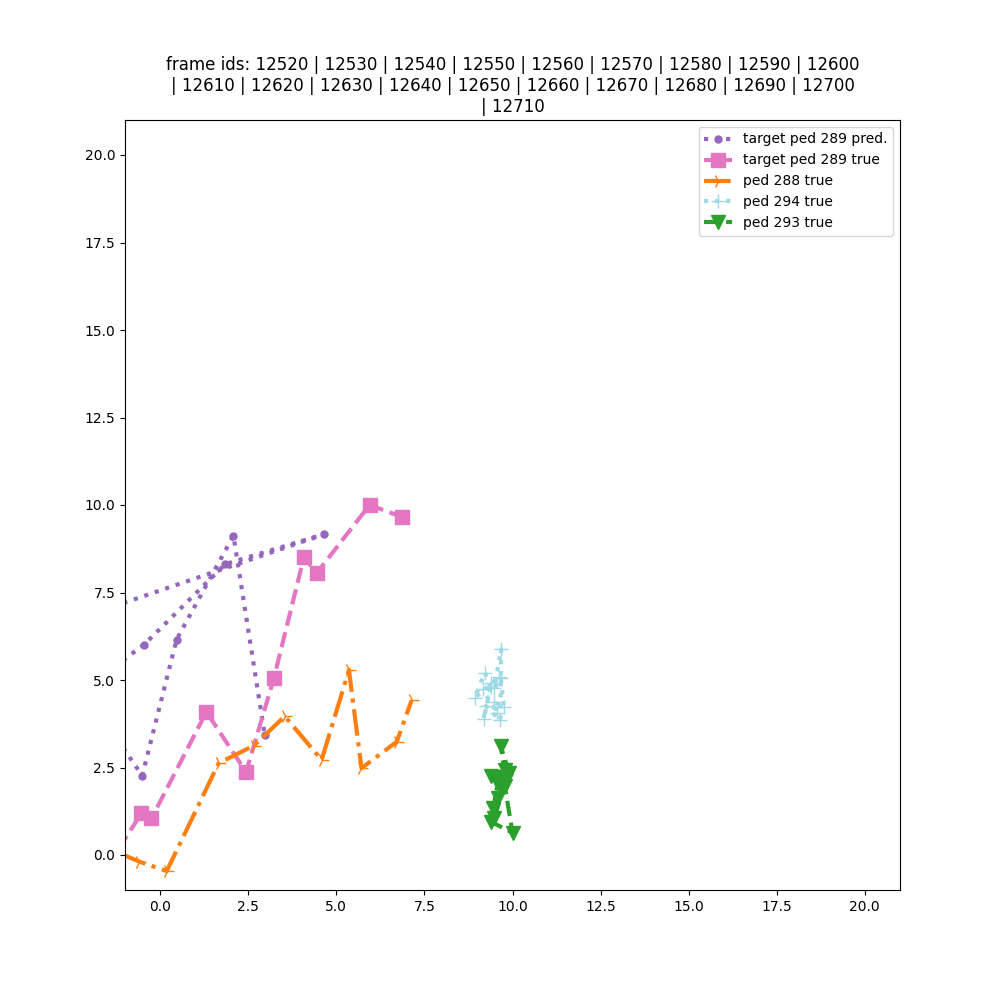 frame ids: 12520 | 12530 | 12540 | 12550 | 12560 | 12570 | 12580 | 12590 | 12600
| 12610 | 12620 | 12630 | 12640 | 12650 | 12660 | 12670 | 12680 | 12690 | 12700
| 12710
target ped 289 pred.
target ped 289 true
ped 288 true
ped 294 true
ped 293 true
20.0
17.5
15.0
12.5
10.0
7.5
5.0
2.5
0.0
0.0 2.5 5.0 7.5 10.0 12.5 15.0 17.5 20.0